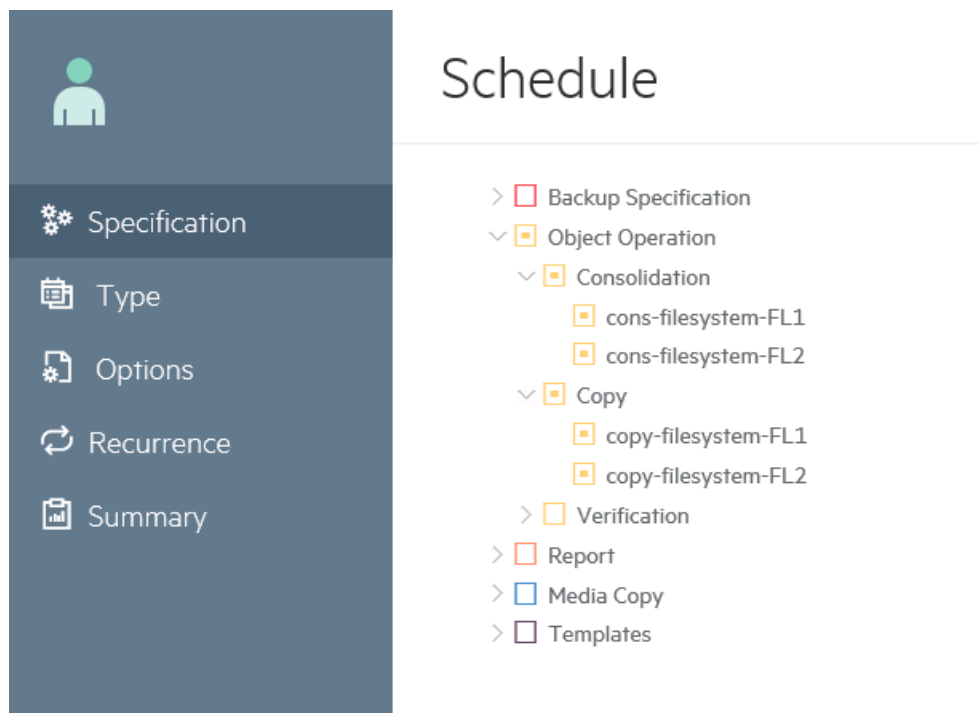 Schedule
Specification
Type
Options
Recurrence
Summary
Backup Specification
Object Operation
Consolidation
cons-filesystem-FL1
cons-filesystem-FL2
Copy
copy-filesystem-FL1
copy-filesystem-FL2
Verification
Report
Media Copy
Templates